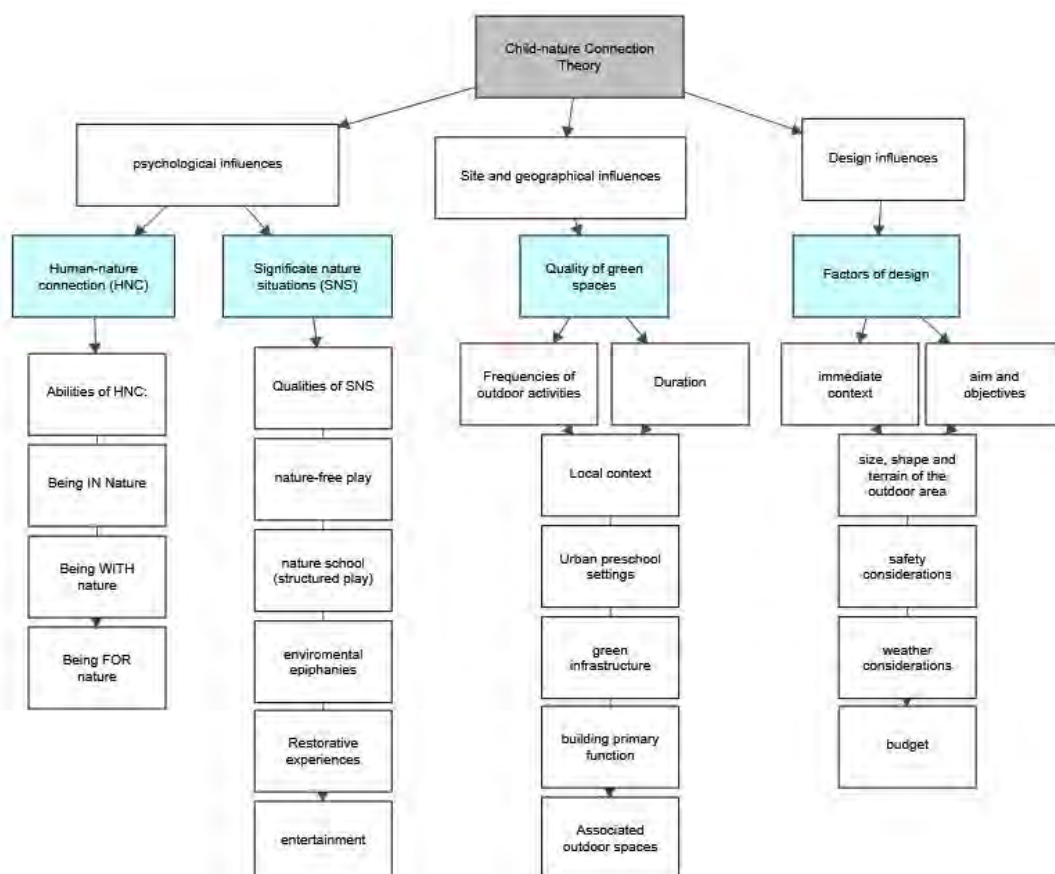 Child-nature Connection
Theory
psychological influences
Site and geographical influences
Design influences
Human-nature
connection (HNC)
Significate nature
situations (SNS)
Quality of green
spaces
Factors of design
Abilities of HNC:
Being IN Nature
Being WITH
nature
Being FOR
nature
Qualities of SNS
nature-free play
nature school
(structured play)
enviromental
epiphanies
Restorative
experiences
entertainment
Frequencies of
outdoor activities
Duration
Local context
Urban preschool
settings
green
infrastructure
building primary
function
Associated
outdoor spaces
immediate
context
aim and
objectives
size, shape and
terrain of the
outdoor area
safety
considerations
weather
considerations
budget